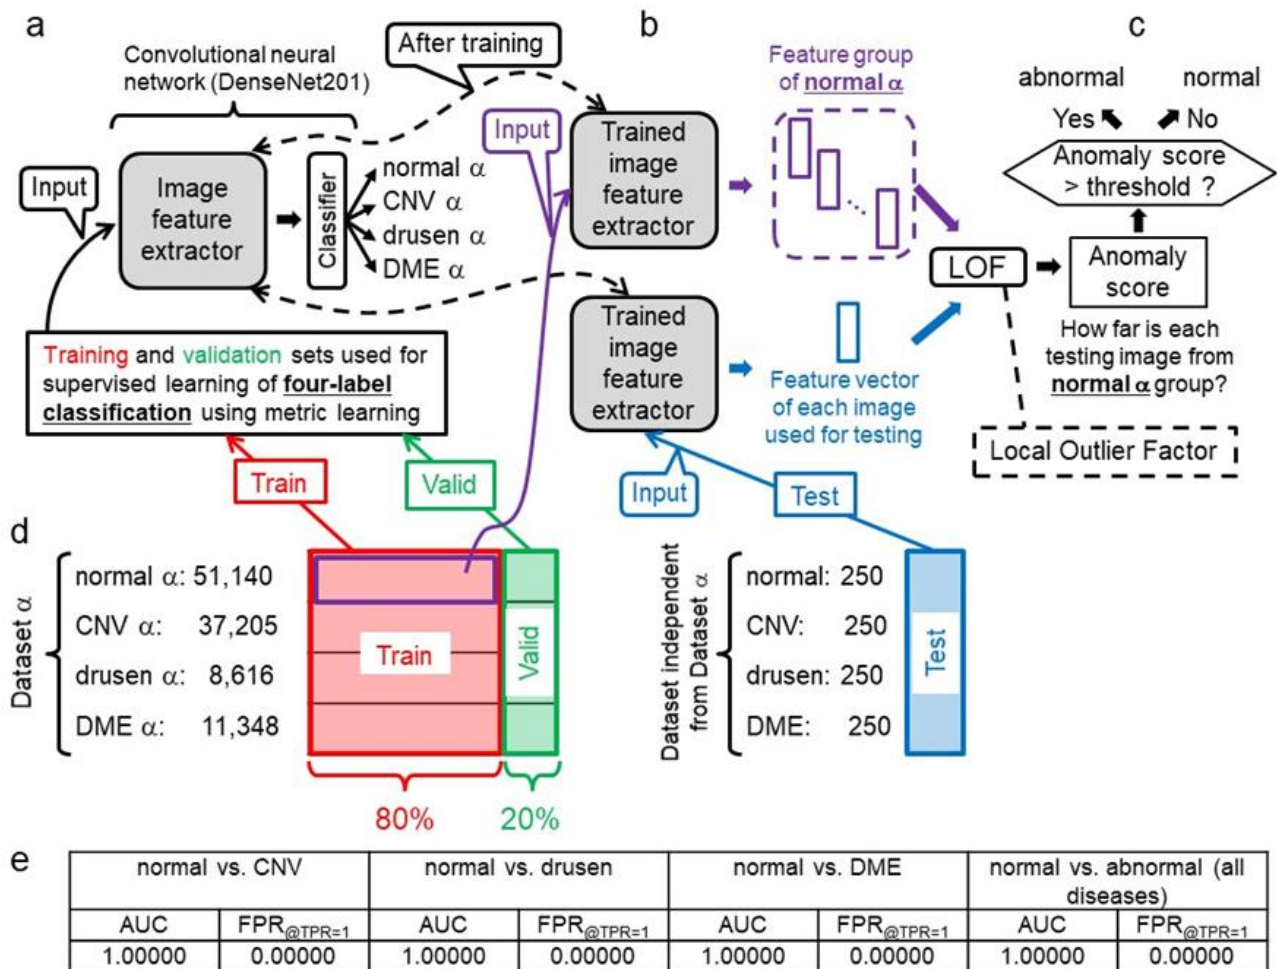 a
Convolutional neural
network (DenseNet201)
After training
Input
Image
feature
extractor
Classifier
normal α
CNV α
drusen α
DME α
Training and validation sets used for
supervised learning of four-label
classification using metric learning
Train
Valid
b
Input
Trained
image
feature
extractor
Feature group
of normal α
Trained
image
feature
extractor
Feature vector
of each image
used for testing
Input
Test
c
abnormal
normal
Yes
No
Anomaly score
> threshold ?
LOF
Anomaly
score
How far is each
testing image from
normal α group?
Local Outlier Factor
d
Dataset α
normal α: 51,140
CNV α: 37,205
drusen α: 8,616
DME α: 11,348
Train
Valid
80%
20%
Dataset independent
from Dataset α
normal: 250
CNV: 250
drusen: 250
DME: 250
Test
e
normal vs. CNV normal vs. drusen normal vs. DME normal vs. abnormal (all
diseases)
AUC FPR@TPR=1 AUC FPR@TPR=1 AUC FPR@TPR=1 AUC FPR@TPR=1
1.00000 0.00000 1.00000 0.00000 1.00000 0.00000 1.00000 0.00000